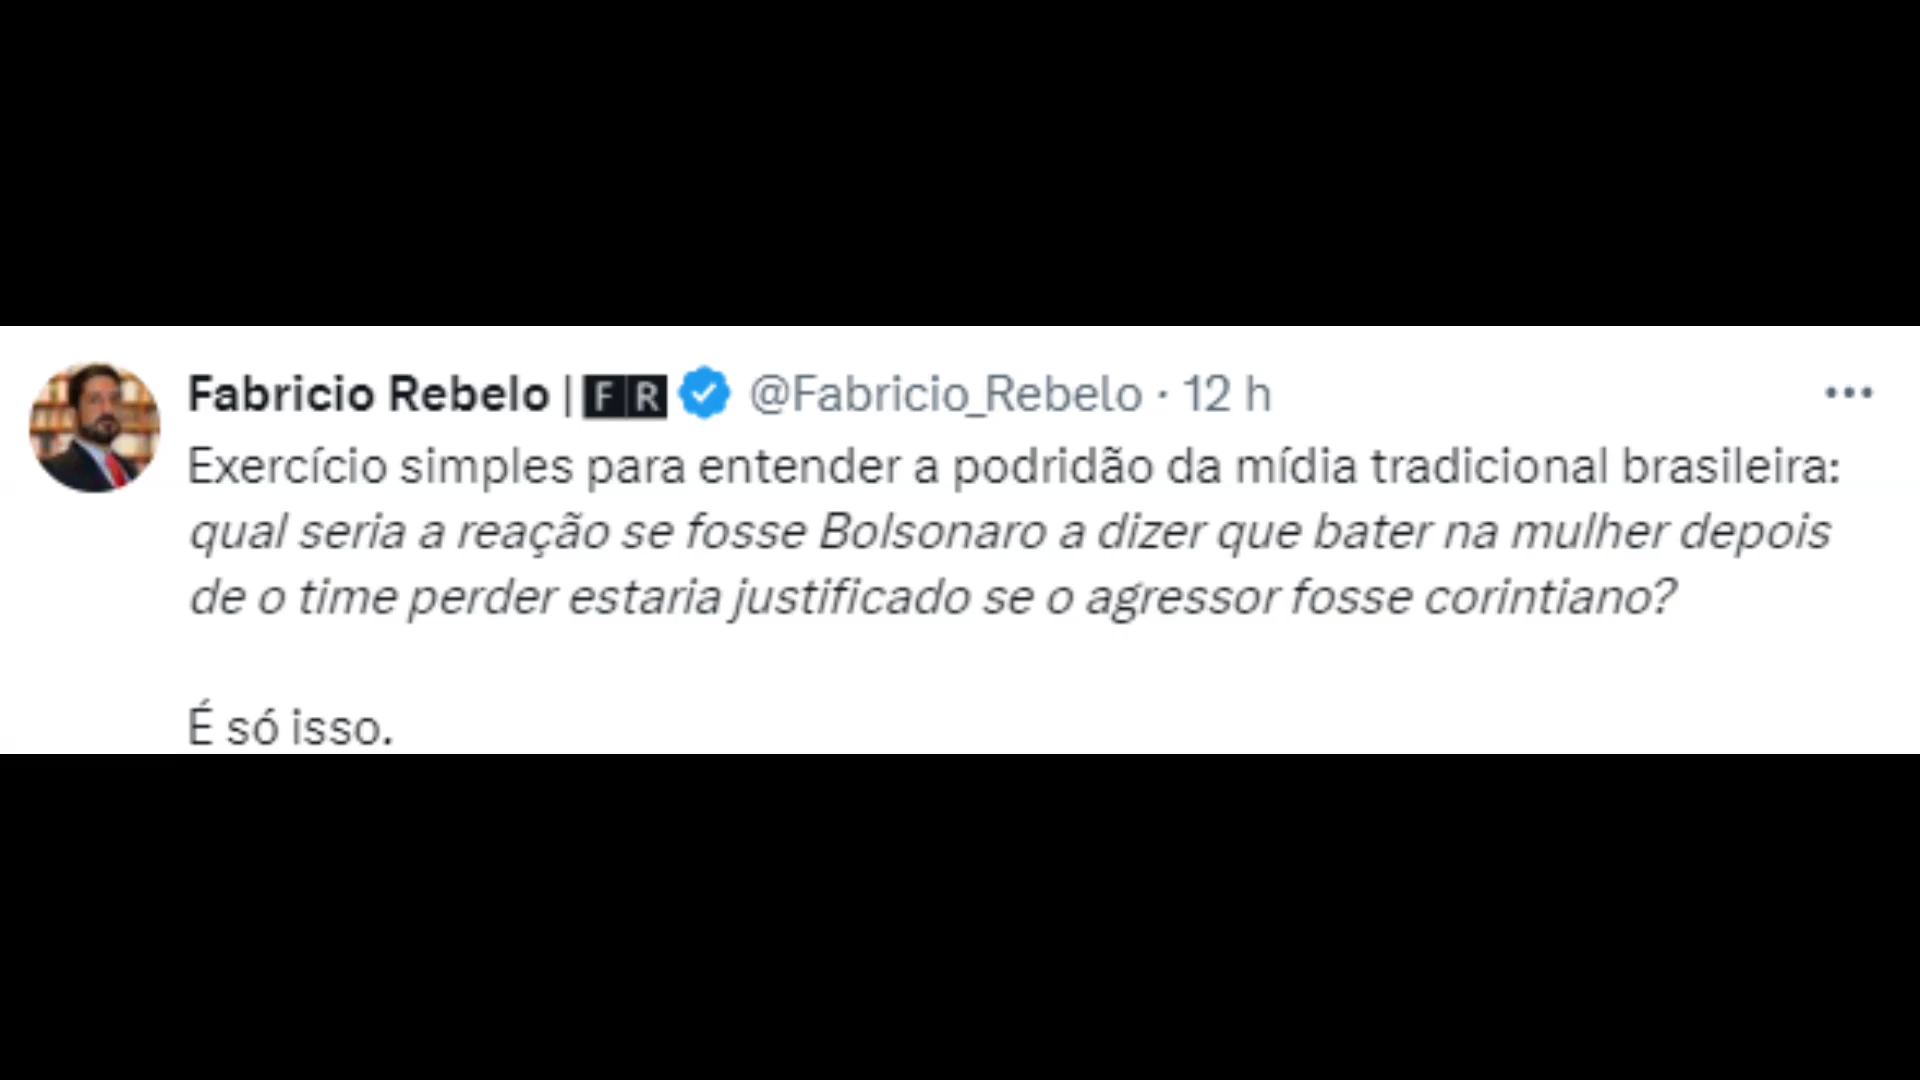 Fabricio Rebelo | F R @Fabricio_Rebelo · 12 h
Exercício simples para entender a podridão da mídia tradicional brasileira:
qual seria a reação se fosse Bolsonaro a dizer que bater na mulher depois
de o time perder estaria justificado se o agressor fosse corintiano?
É só isso.